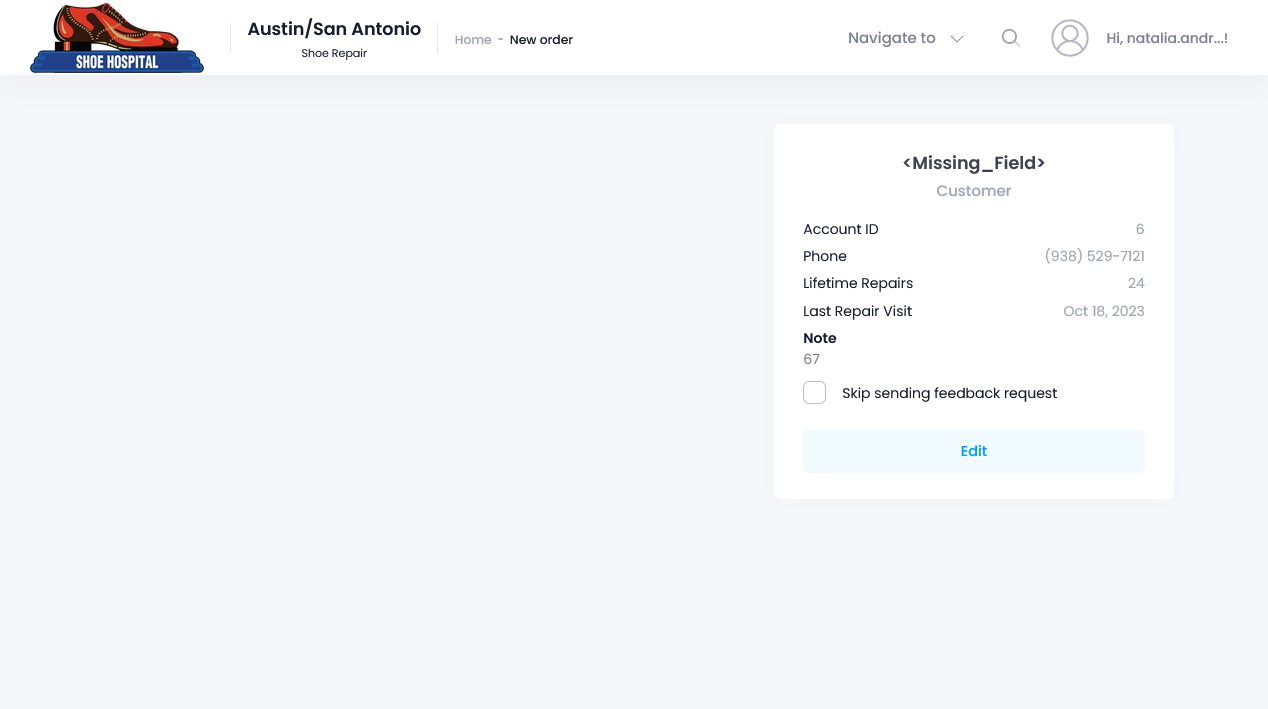 SHOE HOSPITAL
Austin/San Antonio
Shoe Repair
Home - New order
Navigate to
Hi, natalia.andr...!
<Missing_Field>
Customer
Account ID 6
Phone (938) 529-7121
Lifetime Repairs 24
Last Repair Visit Oct 18, 2023
Note
67
Skip sending feedback request
Edit